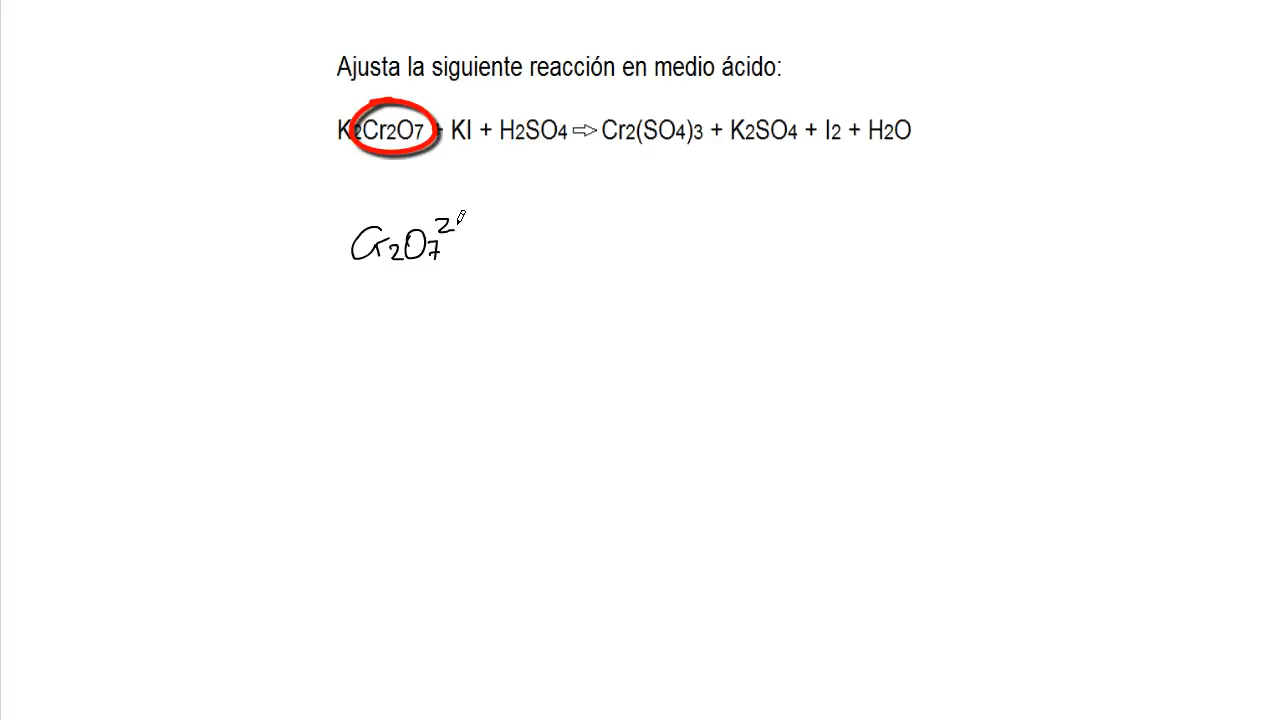 Ajusta la siguiente reacción en medio ácido:
K2Cr2O7 + KI + H2SO4 ⇨ Cr2(SO4)3 + K2SO4 + I2 + H2O
Cr2O7 2